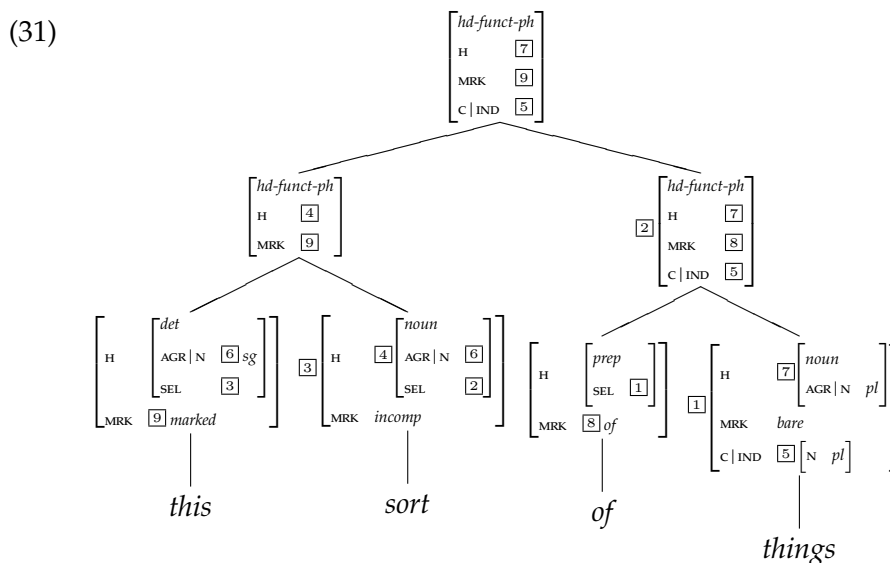 (31)
hd-funct-ph
H 7
MRK 9
C|IND 5
hd-funct-ph
H 4
MRK 9
2
hd-funct-ph
H 7
MRK 8
C|IND 5
H
det
AGR|N 6 sg
SEL 3
MRK 9 marked
3
H 4
noun
AGR|N 6
SEL 2
MRK incomp
H
prep
SEL 1
MRK 8 of
1
H 7
noun
AGR|N pl
MRK bare
C|IND 5 N pl
this
sort
of
things